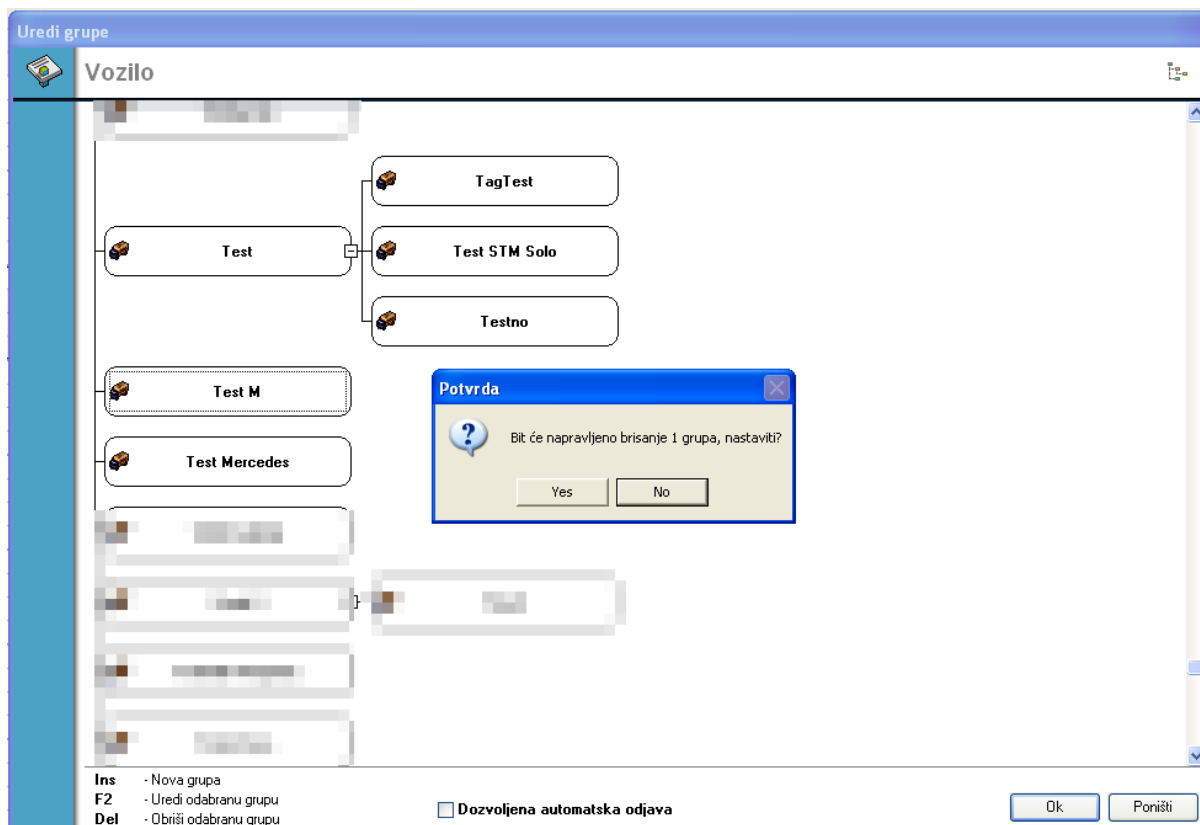 Uredi grupe
Vozilo
TagTest
Test
Test STM Solo
Testno
Test M
Test Mercedes
Potvrda
Bit će napravljeno brisanje 1 grupa, nastaviti?
Yes
No
Ins - Nova grupa
F2 - Uredi odabranu grupu
Del - Obriši odabranu grupu
Dozvoljena automatska odjava
Ok
Poništi